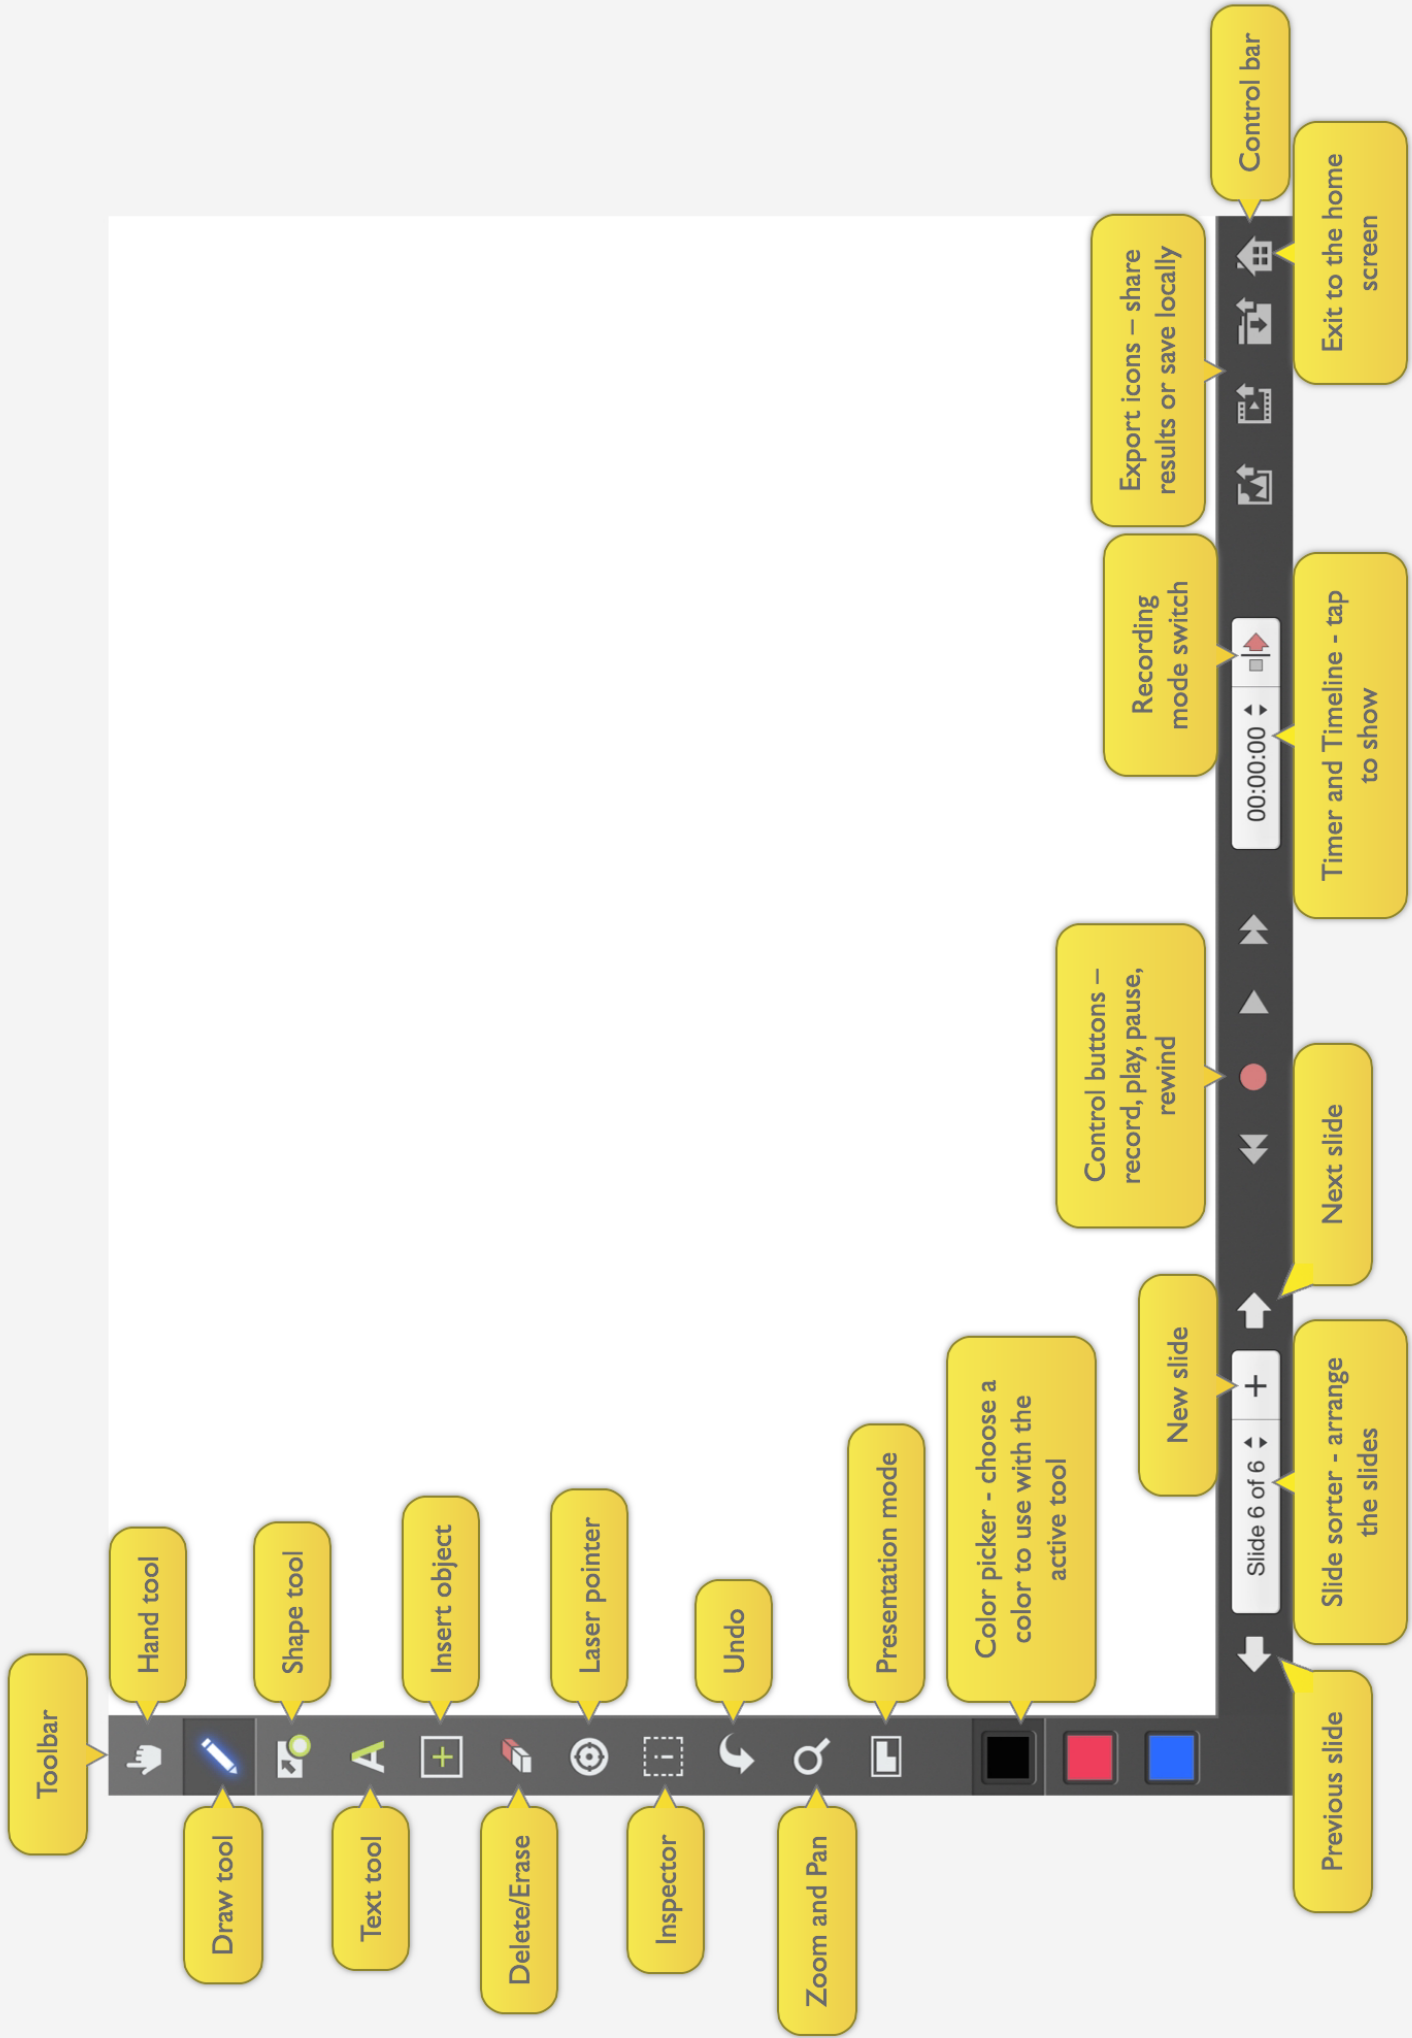 Toolbar
Hand tool
Draw tool
Shape tool
A
Text tool
Insert object
Delete/Erase
Laser pointer
i
Inspector
Undo
Zoom and Pan
Presentation mode
Color picker - choose a
color to use with the
active tool
New slide
Control buttons –
record, play, pause,
rewind
Recording
mode switch
Export icons – share
results or save locally
Control bar
Slide 6 of 6
+
00:00:00
Previous slide
Slide sorter - arrange
the slides
Next slide
Timer and Timeline - tap
to show
Exit to the home
screen